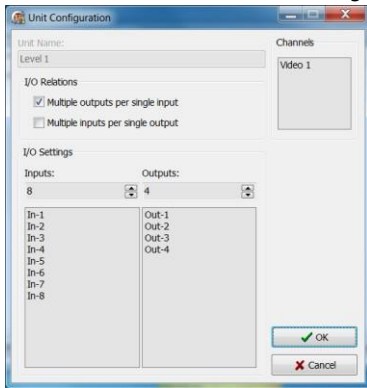 Unit Configuration
Unit Name:
Level 1
I/O Relations
Multiple outputs per single input
Multiple inputs per single output
I/O Settings
Inputs:
8
Outputs:
4
In-1
In-2
In-3
In-4
In-5
In-6
In-7
In-8
Out-1
Out-2
Out-3
Out-4
Channels
Video 1
OK
Cancel